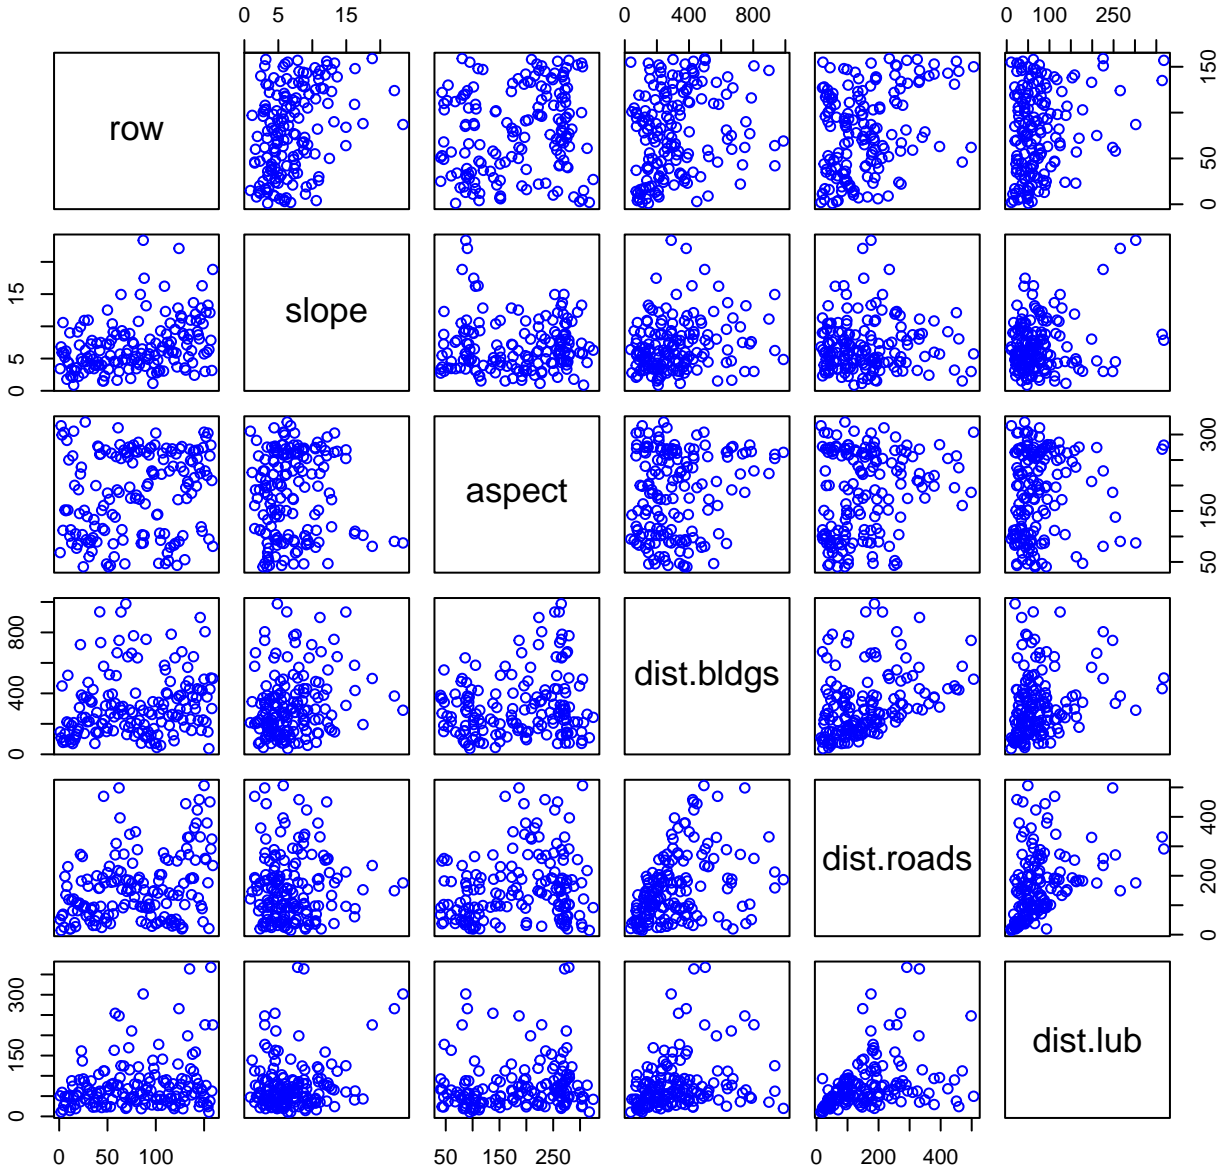 0 5 15 0 400 800 0 100 250
row 0 50 150
0 5 15 slope
aspect 50 150 300
0 400 800 dist.bldgs
dist.roads 0 200 400
0 150 300 dist.lub
0 100 50 150 250 0 200 400